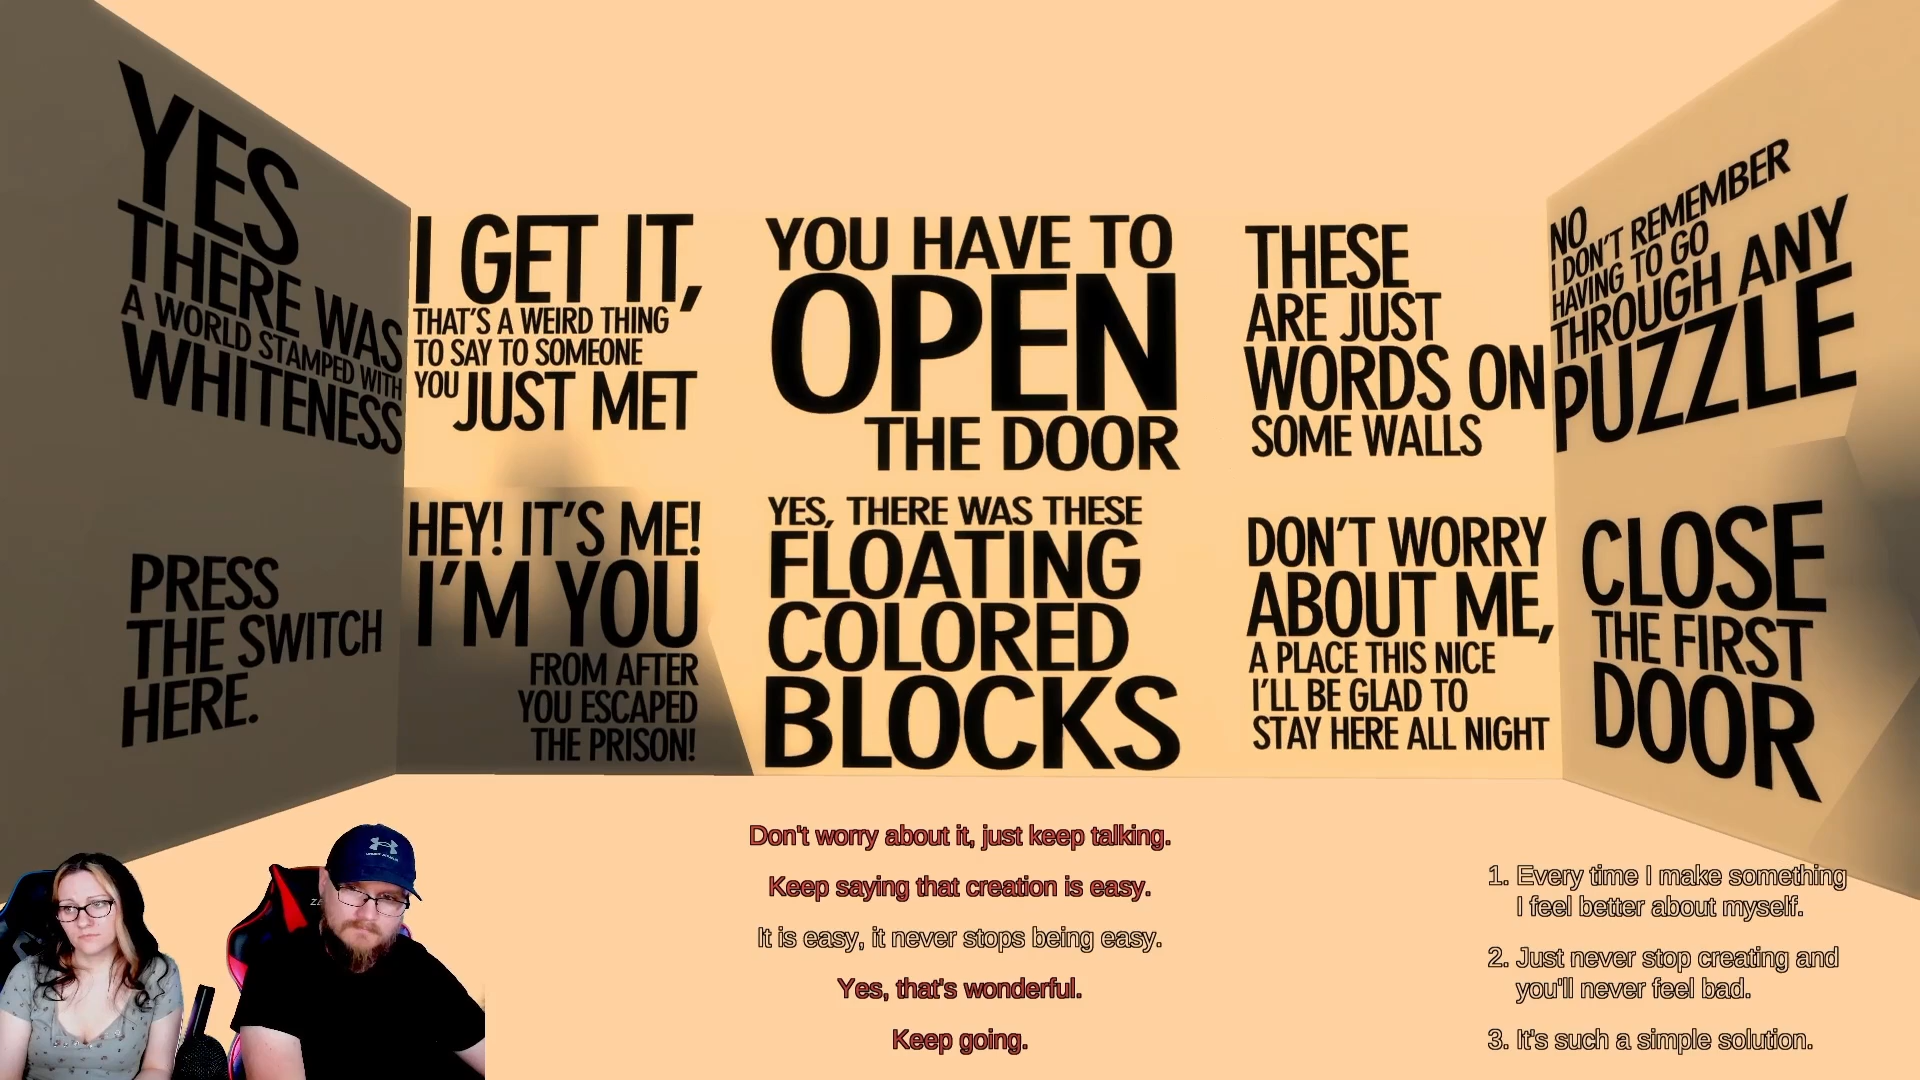 YES
THERE WAS
A WORLD STAMPED WITH
WHITENESS
PRESS
THE SWITCH
HERE.
I GET IT,
THAT'S A WEIRD THING
TO SAY TO SOMEONE
YOU JUST MET
HEY! IT'S ME!
I'M YOU
FROM AFTER
YOU ESCAPED
THE PRISON!
YOU HAVE TO
OPEN
THE DOOR
YES, THERE WAS THESE
FLOATING
COLORED
BLOCKS
THESE
ARE JUST
WORDS ON
SOME WALLS
DON'T WORRY
ABOUT ME,
A PLACE THIS NICE
I'LL BE GLAD TO
STAY HERE ALL NIGHT
NO
I DON'T REMEMBER
HAVING TO GO
THROUGH ANY
PUZZLE
CLOSE
THE FIRST
DOOR
Don't worry about it, just keep talking.
Keep saying that creation is easy.
It is easy, it never stops being easy.
Yes, that's wonderful.
Keep going.
1. Every time I make something
I feel better about myself.
2. Just never stop creating and
you'll never feel bad.
3. It's such a simple solution.